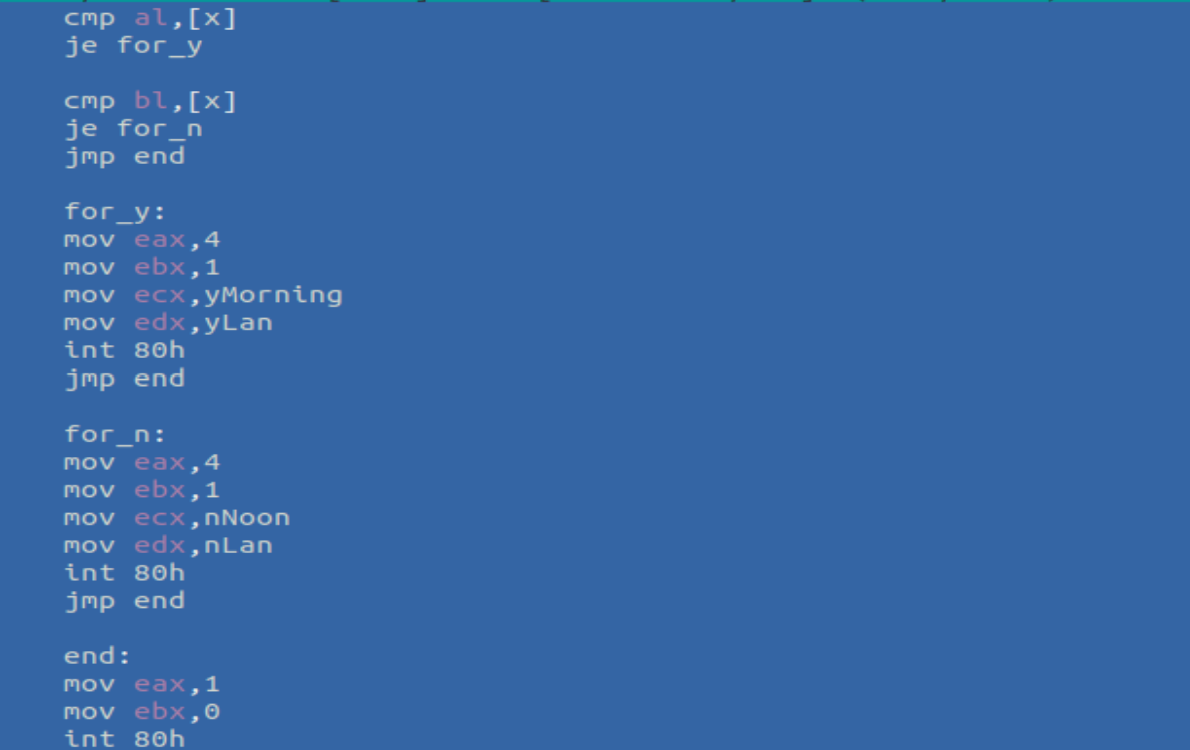 cmp al,[x]
je for_y
cmp bl,[x]
je for_n
jmp end
for_y:
mov eax,4
mov ebx,1
mov ecx,yMorning
mov edx,yLan
int 80h
jmp end
for_n:
mov eax,4
mov ebx,1
mov ecx,nNoon
mov edx,nLan
int 80h
jmp end
end:
mov eax,1
mov ebx,0
int 80h